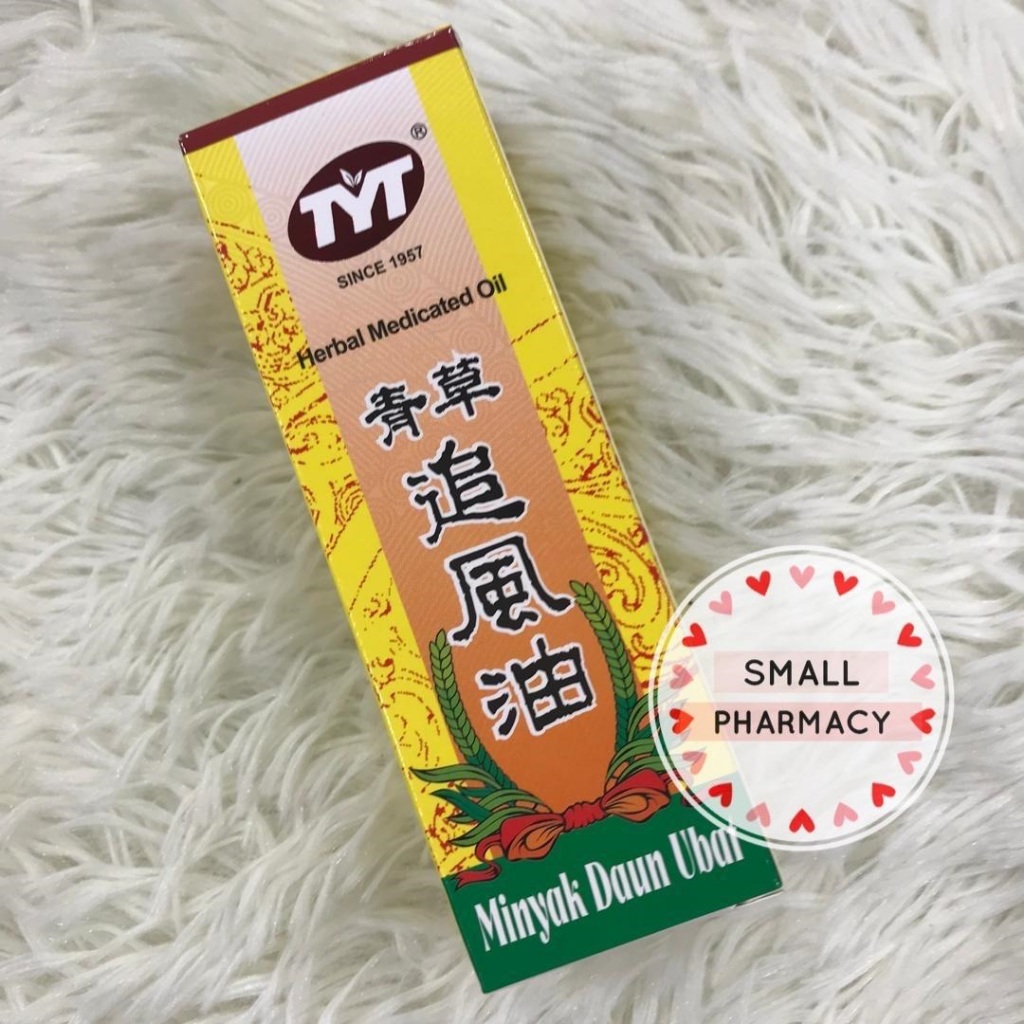 TYT®
SINCE 1957
Herbal Medicated Oil
青草
追
風
油
Minyak Daun Ubat
SMALL
PHARMACY